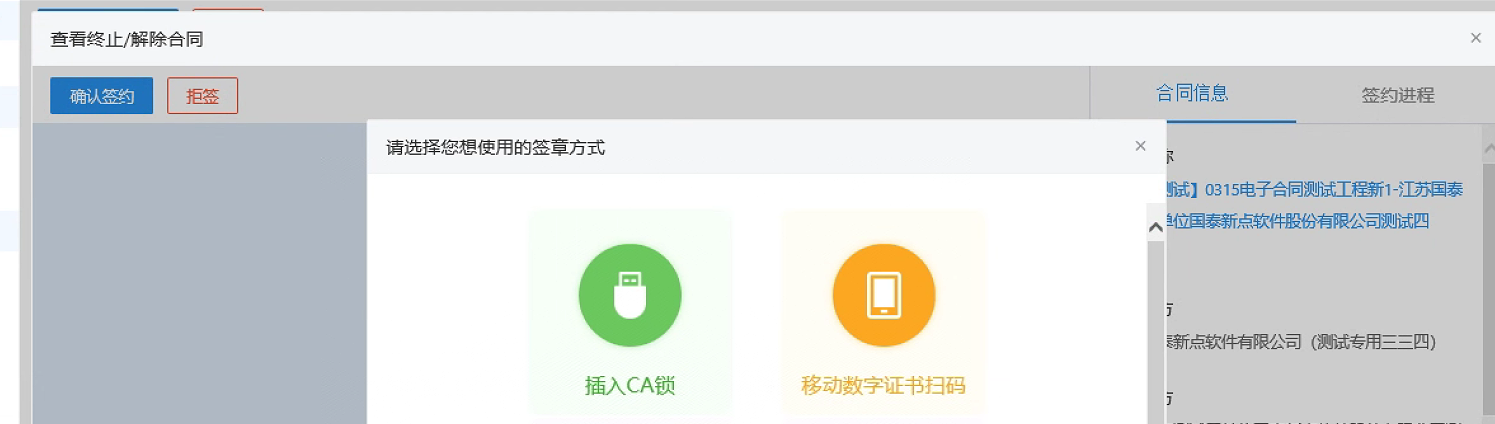 查看终止/解除合同
确认签约
拒签
合同信息
签约进程
请选择您想使用的签章方式
测试】0315电子合同测试工程新1-江苏国泰
单位国泰新点软件股份有限公司测试四
泰新点软件有限公司（测试专用三三四）
插入CA锁
移动数字证书扫码